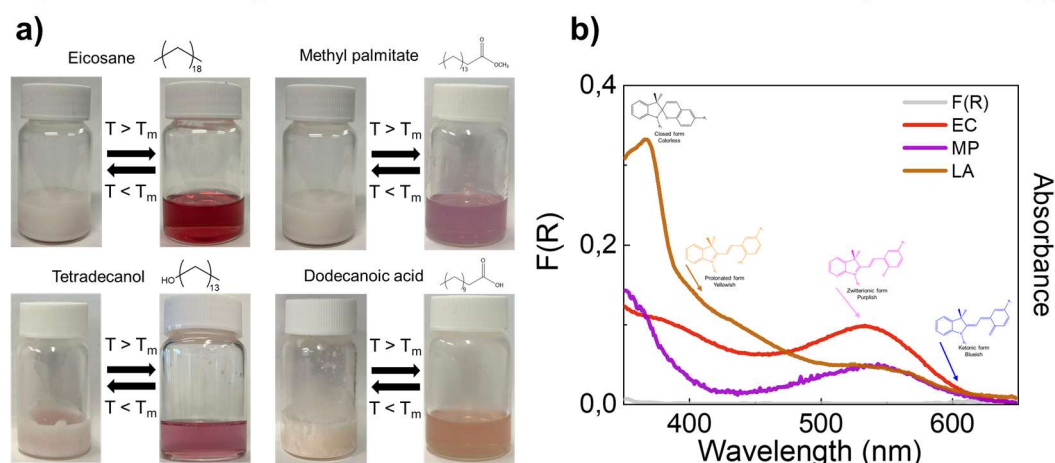 a)
Eicosane
18
T > Tm
T < Tm
Methyl palmitate
O
13
OCH3
T > Tm
T < Tm
Tetradecanol
HO
13
T > Tm
T < Tm
Dodecanoic acid
O
9
OH
T > Tm
T < Tm
b)
F(R)
0,4
0,2
0,0
Closed form
Colorless
Protonated form
Yellowish
Zwitterionic form
Purplish
Ketonic form
Blueish
F(R)
EC
MP
LA
Absorbance
400
500
600
Wavelength (nm)